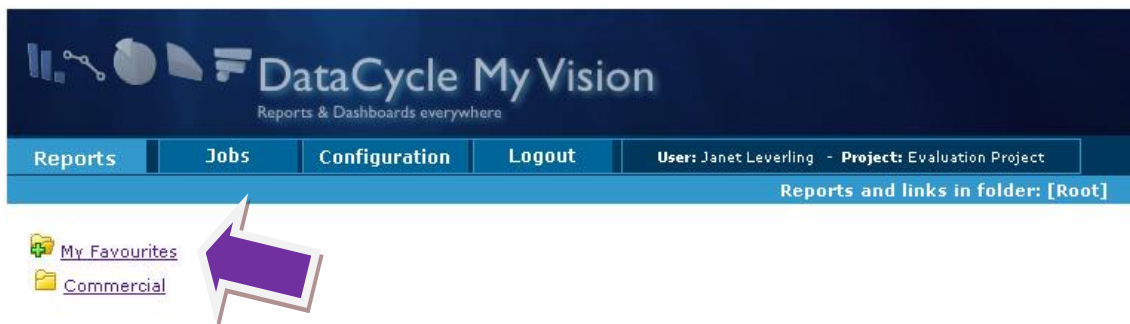 DataCycle My Vision
Reports & Dashboards everywhere
Reports Jobs Configuration Logout User: Janet Leverling - Project: Evaluation Project
Reports and links in folder: [Root]
My Favourites
Commercial